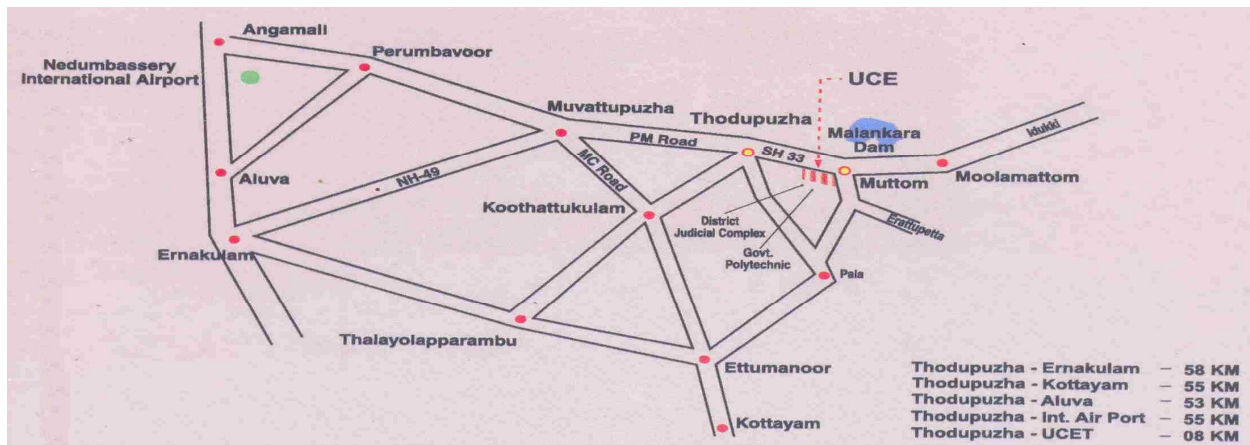 Angamali
Nedumbassery
International Airport
Perumbavoor
UCE
Muvattupuzha
Thodupuzha
Malankara
Dam
Idukki
PM Road
SH 33
Aluva
NH-49
MC Road
Muttom
Moolamattom
Koothattukulam
District
Judicial Complex
Erattupetta
Govt.
Polytechnic
Ernakulam
Pala
Thalayolapparambu
Ettumanoor
Kottayam
Thodupuzha - Ernakulam – 58 KM
Thodupuzha - Kottayam – 55 KM
Thodupuzha - Aluva – 53 KM
Thodupuzha - Int. Air Port – 55 KM
Thodupuzha - UCET – 08 KM